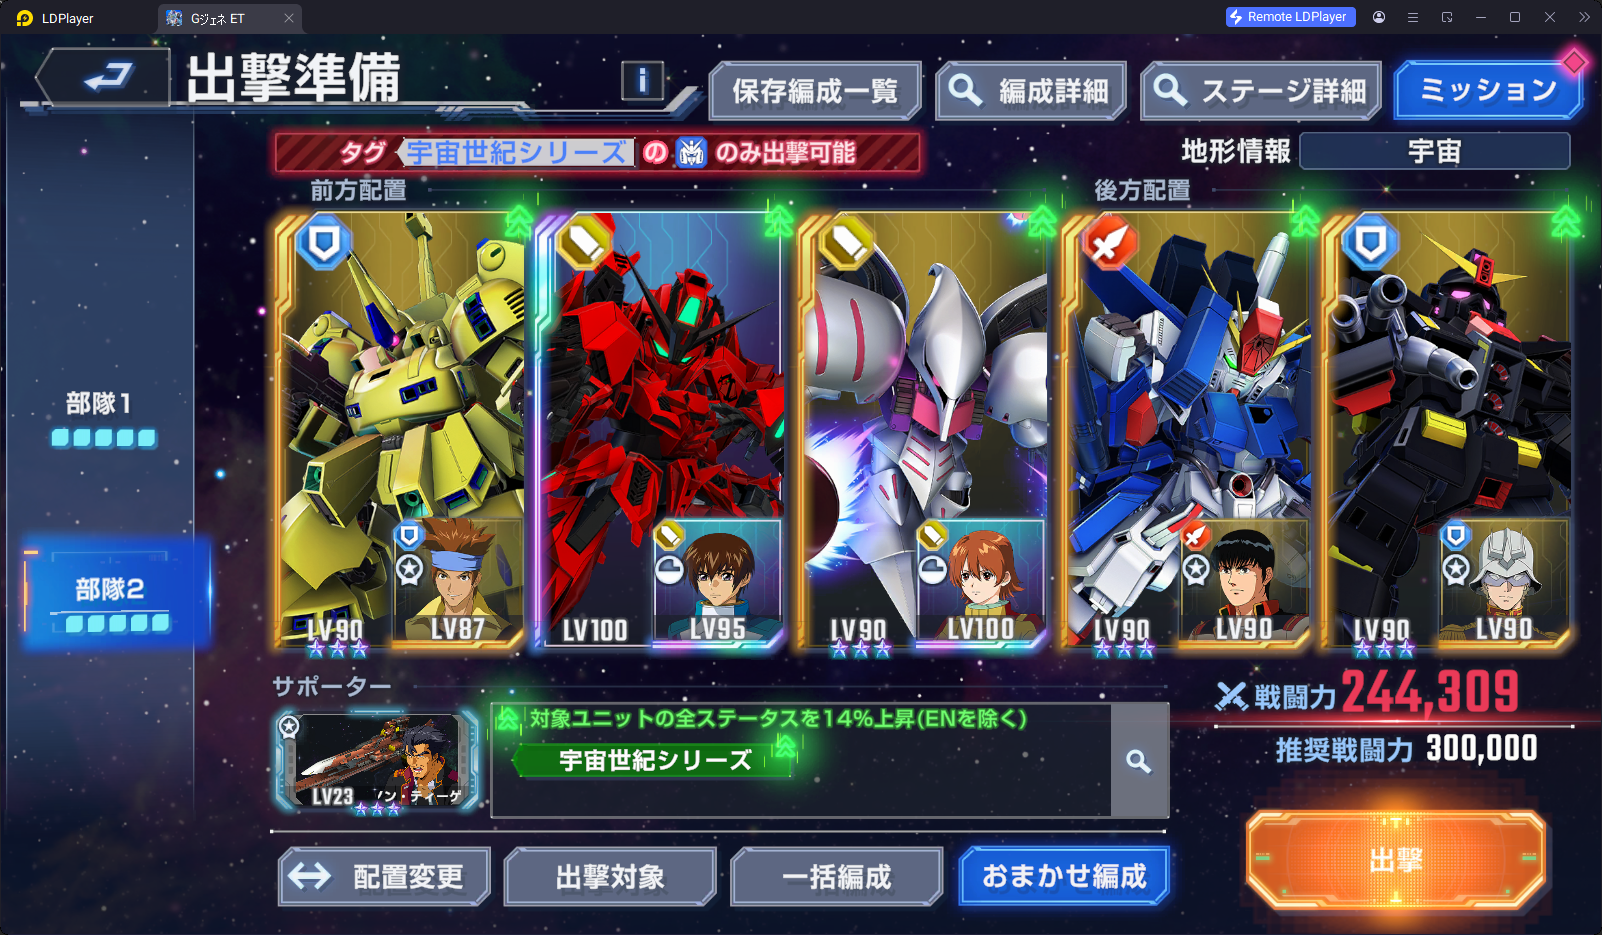 LDPlayer
Gジェネ ET
Remote LDPlayer
出撃準備
i
保存編成一覧
編成詳細
ステージ詳細
ミッション
タグ 宇宙世紀シリーズ の のみ出撃可能
地形情報
宇宙
前方配置
後方配置
部隊1
部隊2
LV90
LV87
LV100
LV95
LV90
LV100
LV90
LV90
LV90
LV90
サポーター
LV23
ノン・ディーゲ
対象ユニットの全ステータスを14%上昇(ENを除く)
宇宙世紀シリーズ
戦闘力 244,309
推奨戦闘力 300,000
配置変更
出撃対象
一括編成
おまかせ編成
出撃